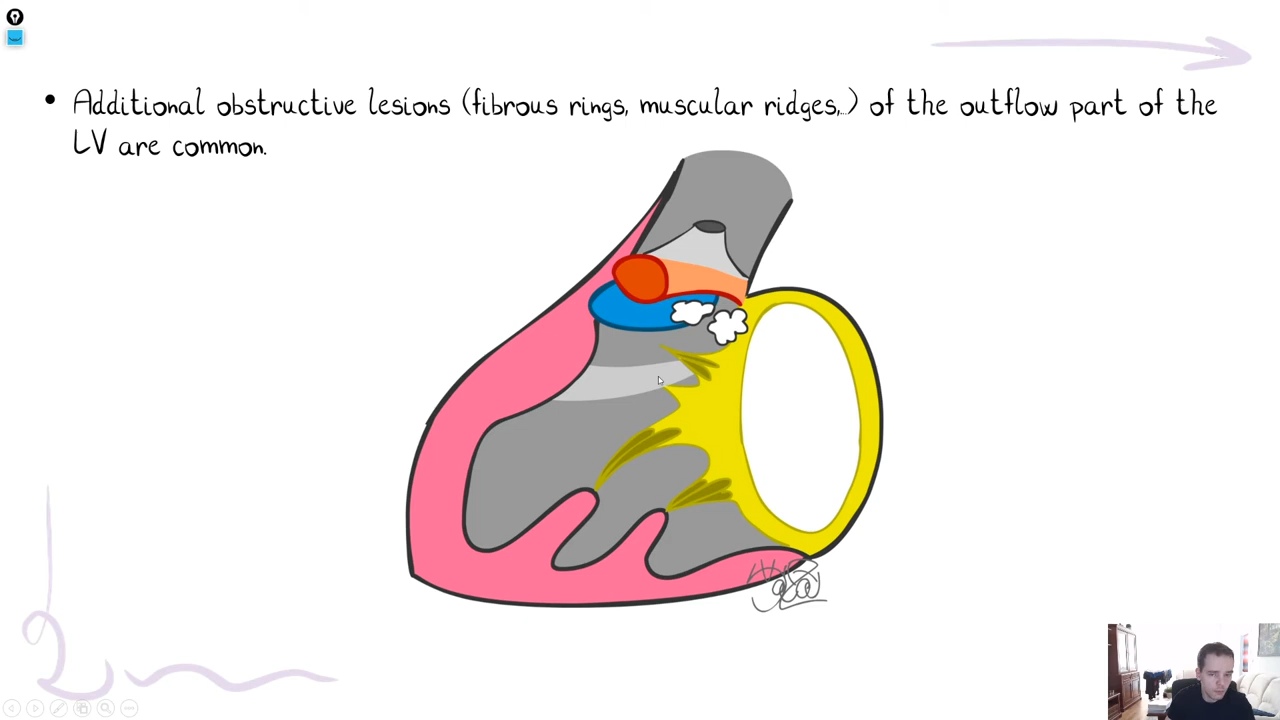 • Additional obstructive lesions (fibrous rings, muscular ridges,..) of the outflow part of the
LV are common.